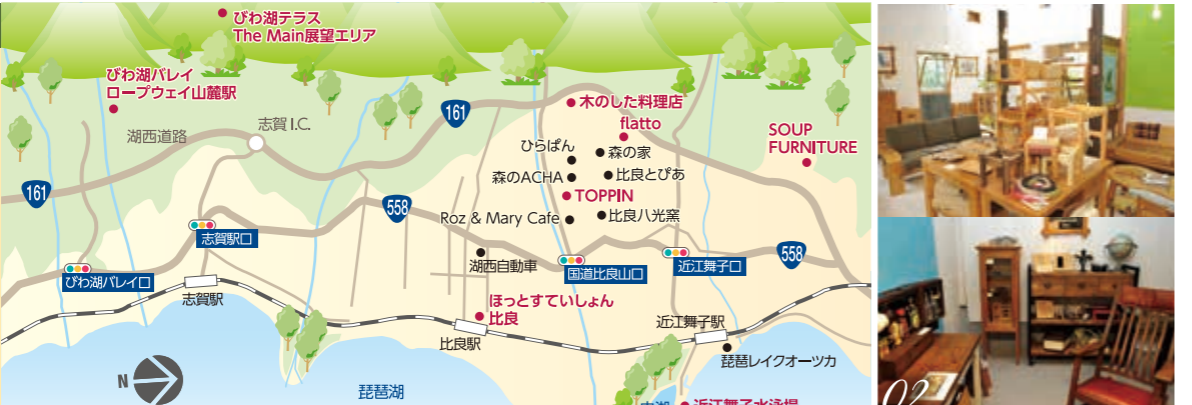 びわ湖テラス
The Main展望エリア
びわ湖バレイ
ロープウェイ山麓駅
湖西道路
志賀 I.C.
161
木のした料理店
flatto
SOUP
FURNITURE
ひらぱん
森の家
森のACHA
比良とぴあ
TOPPIN
161
558
Roz & Mary Cafe
比良八光窯
志賀駅口
湖西自動車
国道比良山口
近江舞子口
558
びわ湖バレイ口
志賀駅
ほっとすていしょん
比良
比良駅
近江舞子駅
琵琶レイクオーツカ
N
琵琶湖
近江舞子水泳場
02